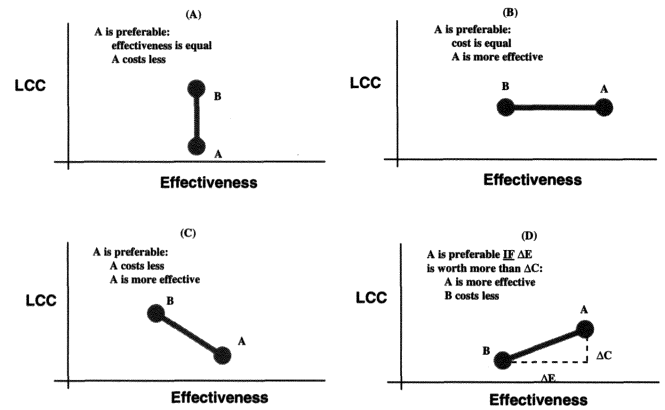 (A)
A is preferable:
effectiveness is equal
A costs less
LCC
B
A
Effectiveness
(B)
A is preferable:
cost is equal
A is more effective
LCC
B
A
Effectiveness
(C)
A is preferable:
A costs less
A is more effective
LCC
B
A
Effectiveness
(D)
A is preferable IF ΔE
is worth more than ΔC:
A is more effective
B costs less
LCC
A
B
ΔC
ΔE
Effectiveness